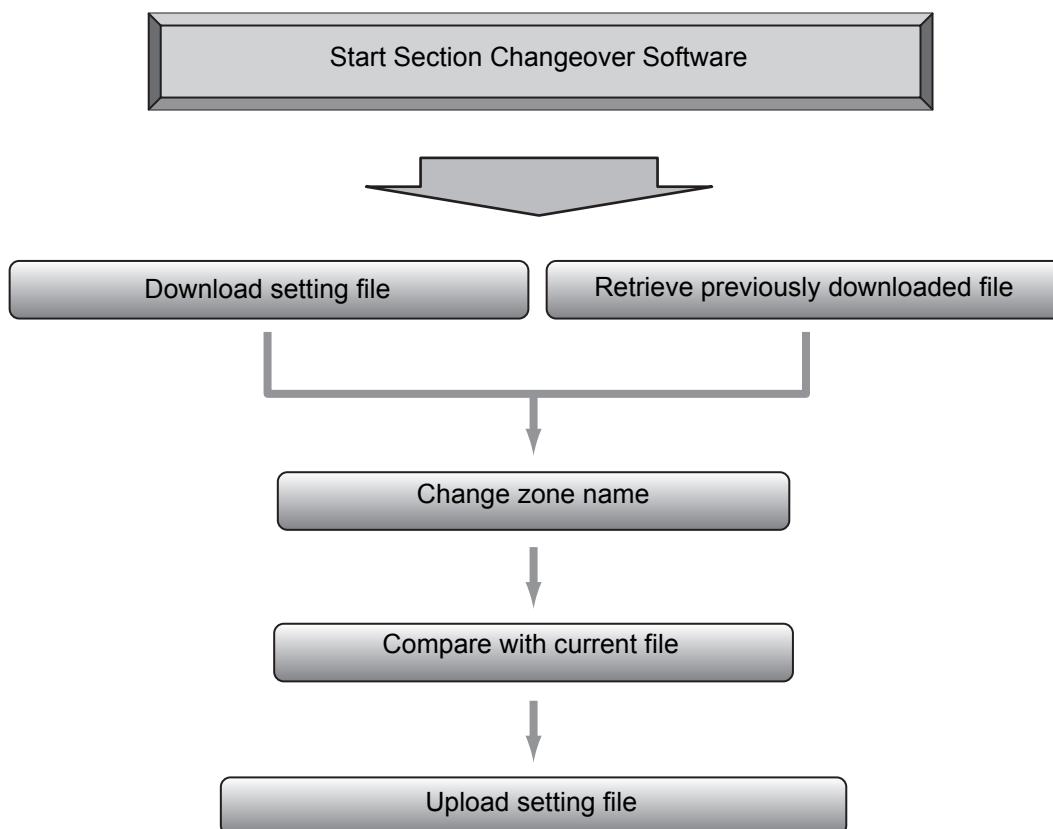 Start Section Changeover Software
Download setting file
Retrieve previously downloaded file
Change zone name
Compare with current file
Upload setting file